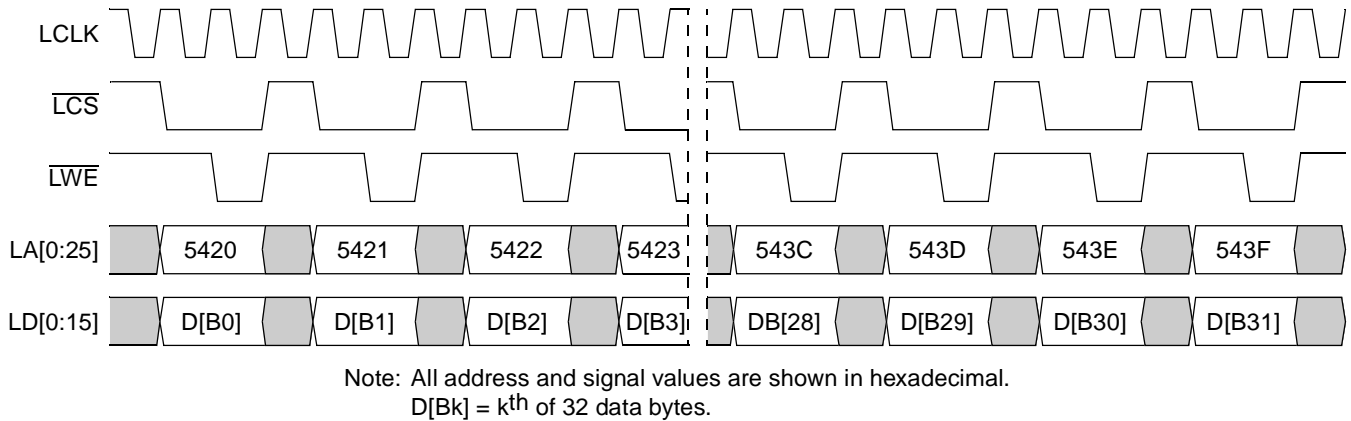 LCLK
LCS
LWE
LA[0:25] 5420 5421 5422 5423 543C 543D 543E 543F
LD[0:15] D[B0] D[B1] D[B2] D[B3] DB[28] D[B29] D[B30] D[B31]
Note: All address and signal values are shown in hexadecimal.
D[Bk] = kth of 32 data bytes.